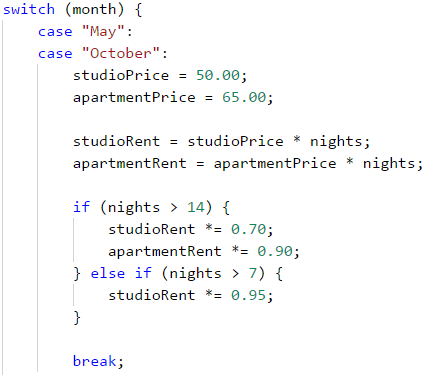 switch (month) {
    case "May":
    case "October":
        studioPrice = 50.00;
        apartmentPrice = 65.00;

        studioRent = studioPrice * nights;
        apartmentRent = apartmentPrice * nights;

        if (nights > 14) {
            studioRent *= 0.70;
            apartmentRent *= 0.90;
        } else if (nights > 7) {
            studioRent *= 0.95;
        }

        break;